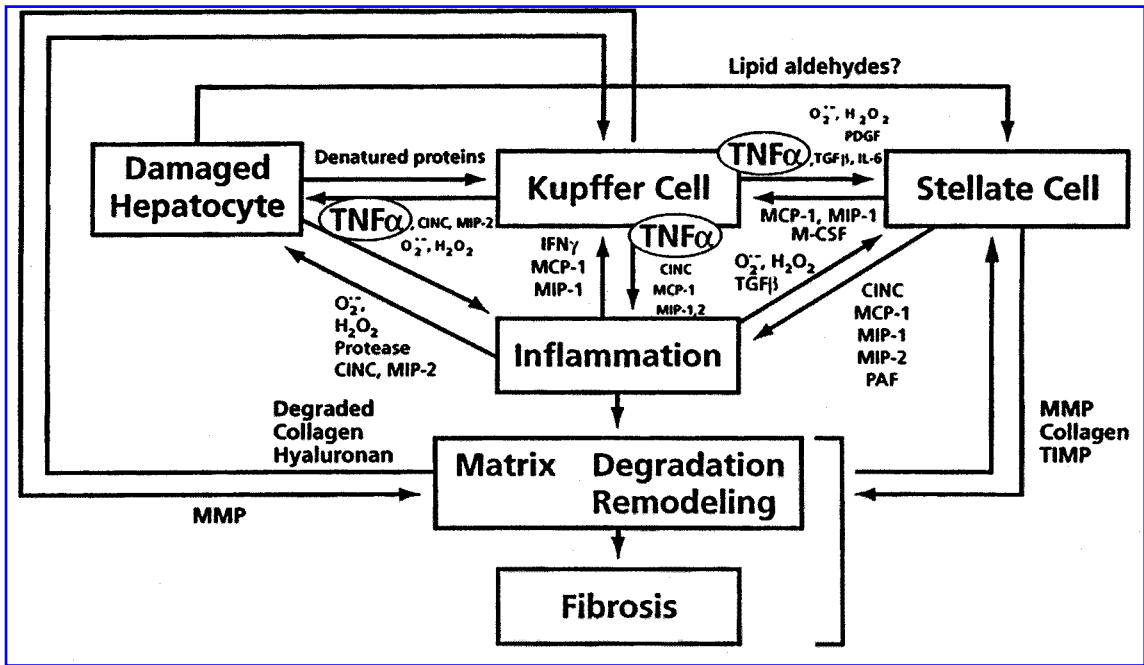 Lipid aldehydes?
O₂·⁻, H₂O₂
PDGF
TNFα, TGFβ, IL-6
Damaged
Hepatocyte
Denatured proteins
Kupffer Cell
Stellate Cell
TNFα, CINC, MIP-2
O₂·⁻, H₂O₂
TNFα
CINC
MCP-1
MIP-1,2
IFNγ
MCP-1
MIP-1
MCP-1, MIP-1
M-CSF
O₂·⁻, H₂O₂
TGFβ
CINC
MCP-1
MIP-1
MIP-2
PAF
O₂·⁻,
H₂O₂
Protease
CINC, MIP-2
Inflammation
Degraded
Collagen
Hyaluronan
MMP
Collagen
TIMP
Matrix Degradation
Remodeling
MMP
Fibrosis